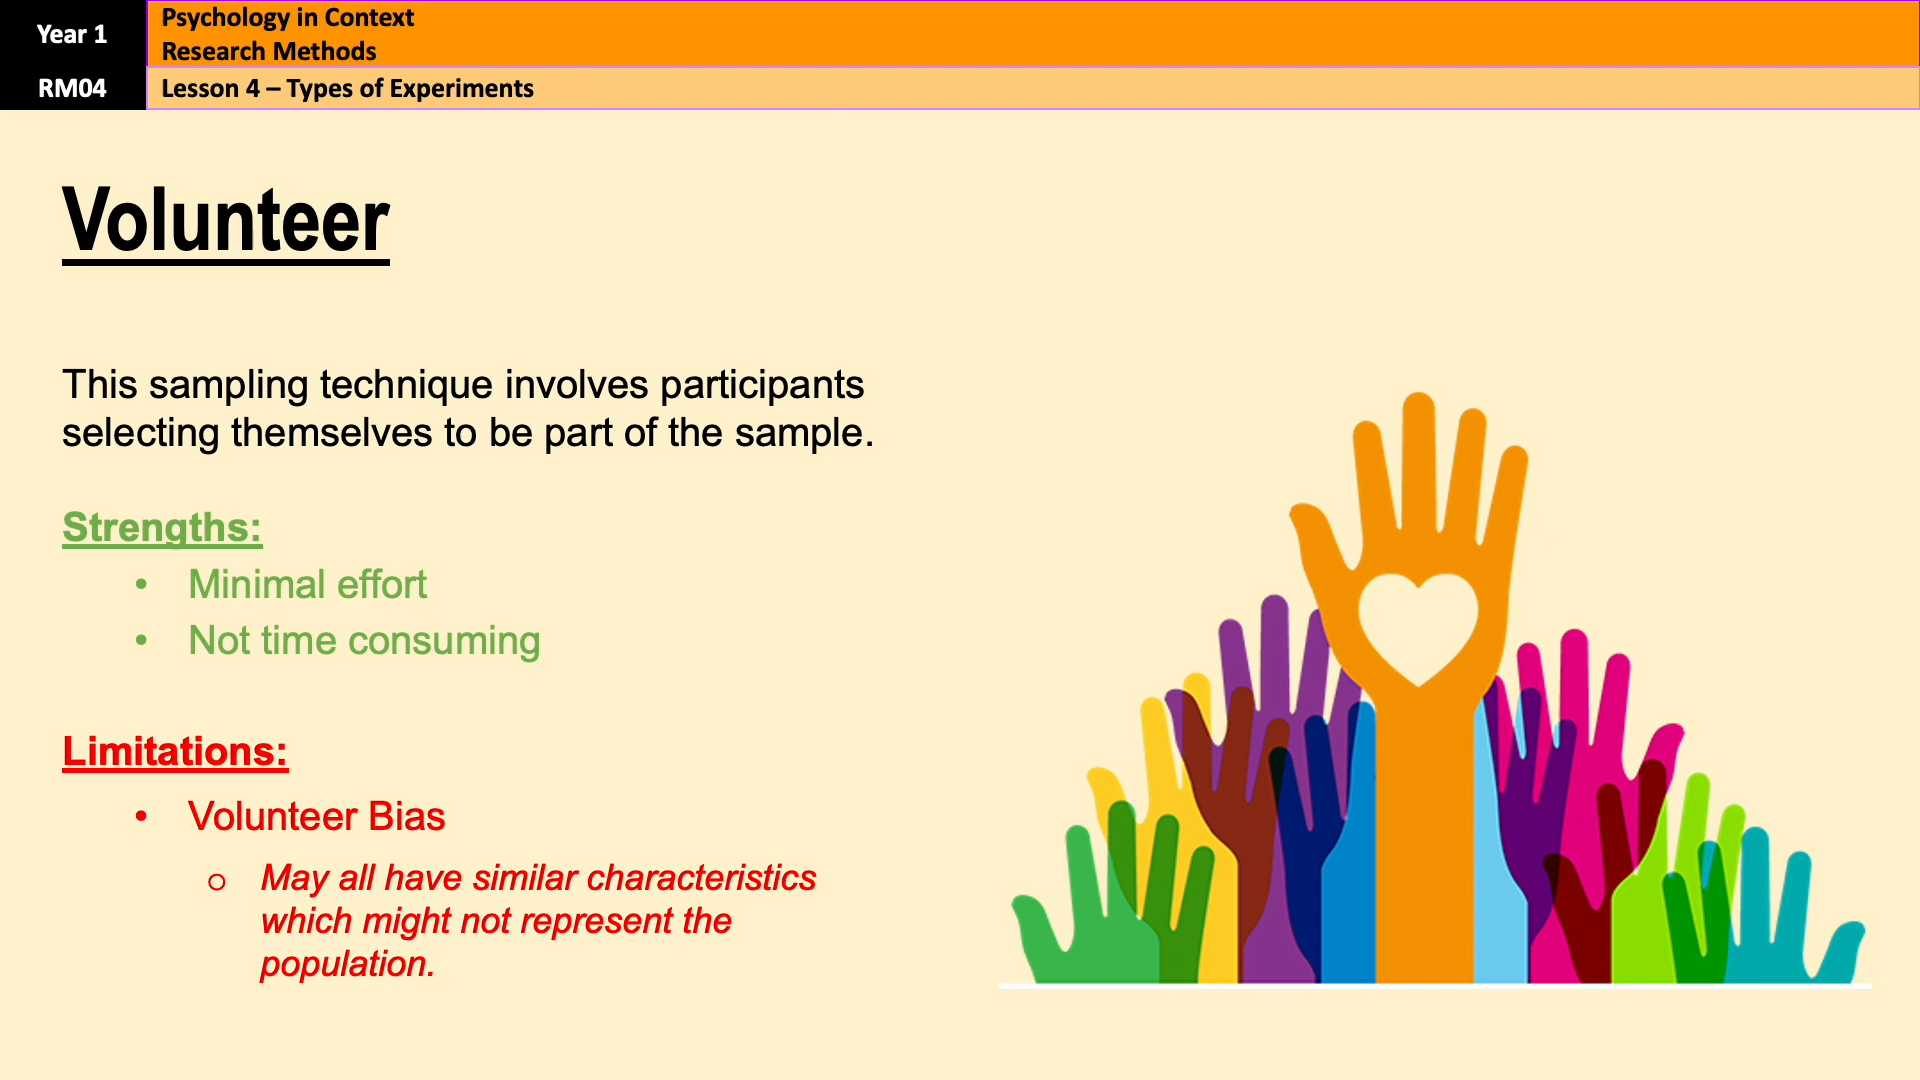 Year 1
Psychology in Context
Research Methods
RM04
Lesson 4 – Types of Experiments
Volunteer
This sampling technique involves participants
selecting themselves to be part of the sample.
Strengths:
• Minimal effort
• Not time consuming
Limitations:
• Volunteer Bias
o May all have similar characteristics
which might not represent the
population.